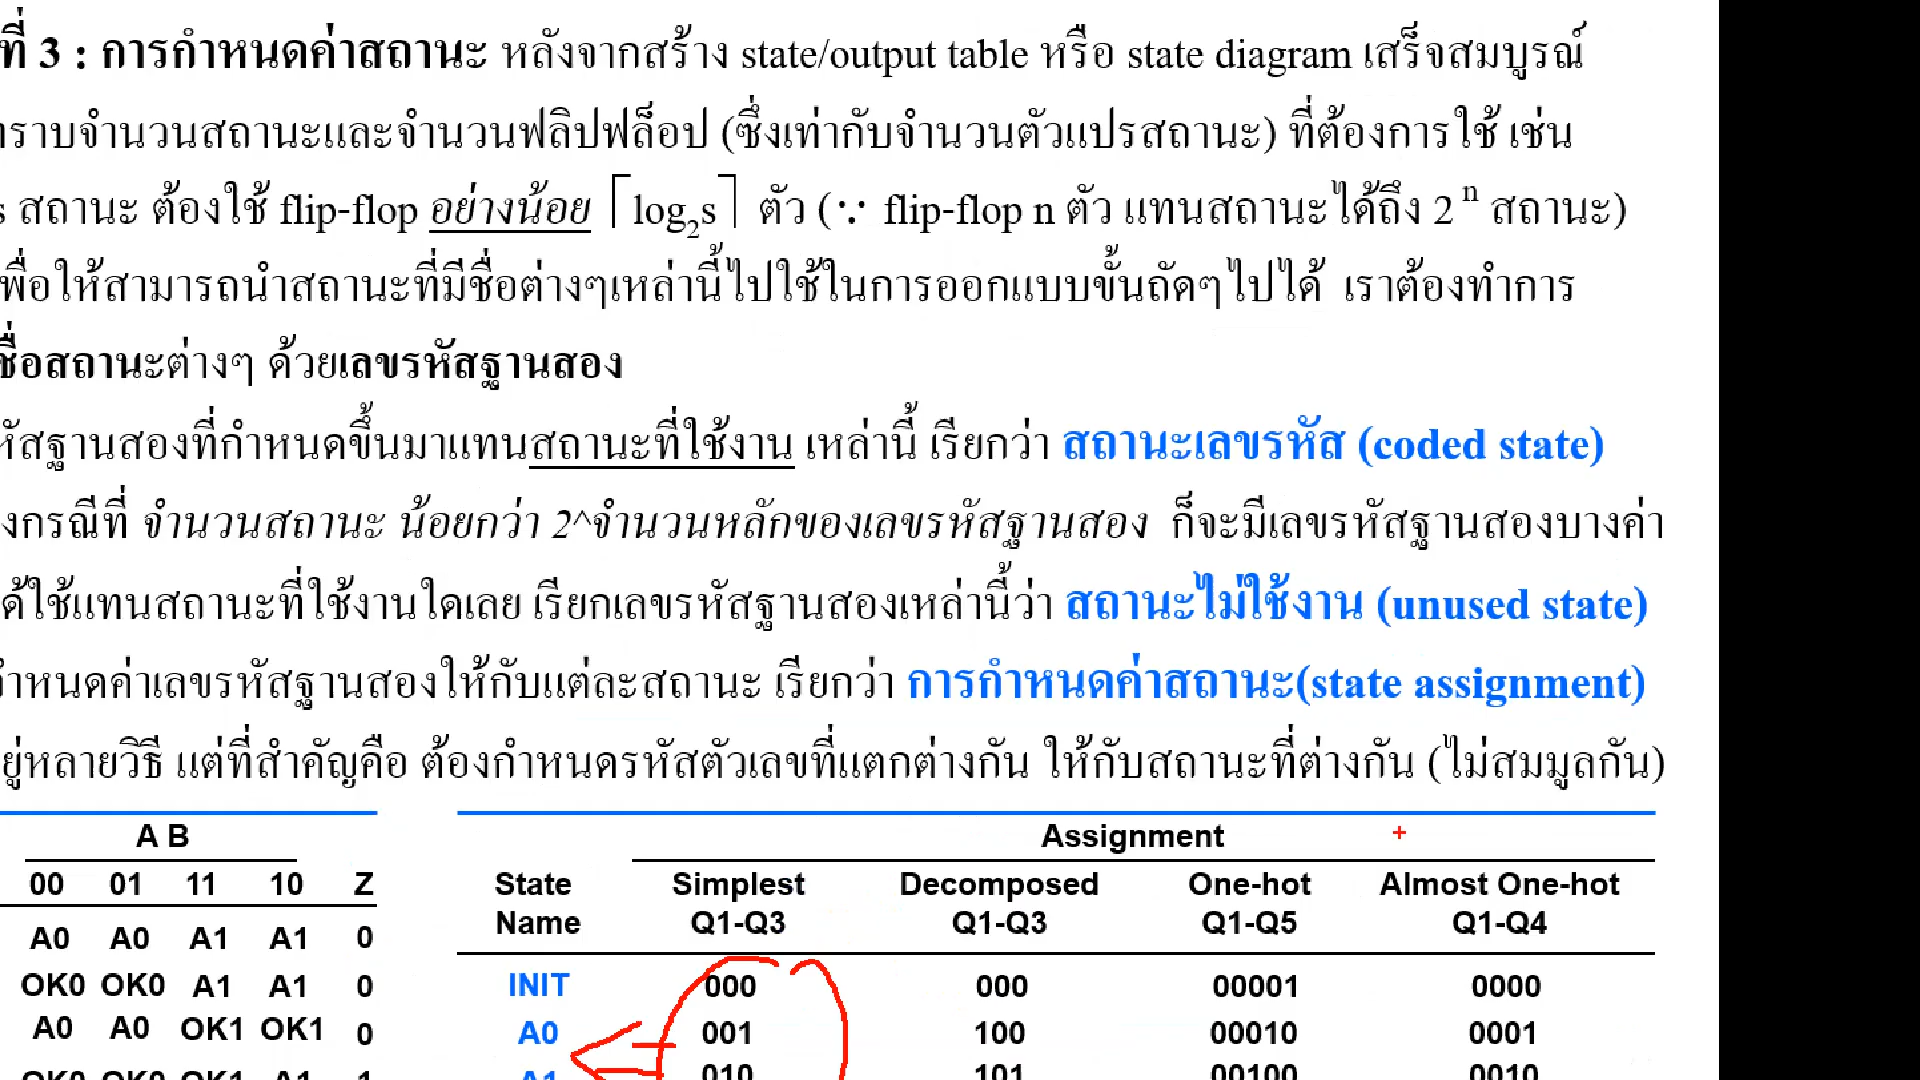 ที่ 3 : การกำหนดค่าสถานะ หลังจากสร้าง state/output table หรือ state diagram เสร็จสมบูรณ์
ทราบจำนวนสถานะและจำนวนฟลิปฟล็อป (ซึ่งเท่ากับจำนวนตัวแปรสถานะ) ที่ต้องการใช้ เช่น
s สถานะ ต้องใช้ flip-flop อย่างน้อย ⌈log₂s⌉ ตัว (∵ flip-flop n ตัว แทนสถานะได้ถึง 2 ⁿ สถานะ)
พื่อให้สามารถนำสถานะที่มีชื่อต่างๆเหล่านี้ไปใช้ในการออกแบบขั้นถัดๆไปได้ เราต้องทำการ
ชื่อสถานะต่างๆ ด้วยเลขรหัสฐานสอง
หัสฐานสองที่กำหนดขึ้นมาแทนสถานะที่ใช้งาน เหล่านี้ เรียกว่า สถานะเลขรหัส (coded state)
งกรณีที่ จำนวนสถานะ น้อยกว่า 2^จำนวนหลักของเลขรหัสฐานสอง ก็จะมีเลขรหัสฐานสองบางค่า
ด้ใช้แทนสถานะที่ใช้งานใดเลย เรียกเลขรหัสฐานสองเหล่านี้ว่า สถานะไม่ใช้งาน (unused state)
กำหนดค่าเลขรหัสฐานสองให้กับแต่ละสถานะ เรียกว่า การกำหนดค่าสถานะ(state assignment)
ยู่หลายวิธี แต่ที่สำคัญคือ ต้องกำหนดรหัสตัวเลขที่แตกต่างกัน ให้กับสถานะที่ต่างกัน (ไม่สมมูลกัน)
A B
00 01 11 10 Z
A0 A0 A1 A1 0
OK0 OK0 A1 A1 0
A0 A0 OK1 OK1 0
OK0 OK0 OK1 A1 1
Assignment
State Simplest Decomposed One-hot Almost One-hot
Name Q1-Q3 Q1-Q3 Q1-Q5 Q1-Q4
INIT 000 000 00001 0000
A0 001 100 00010 0001
A1 010 101 00100 0010